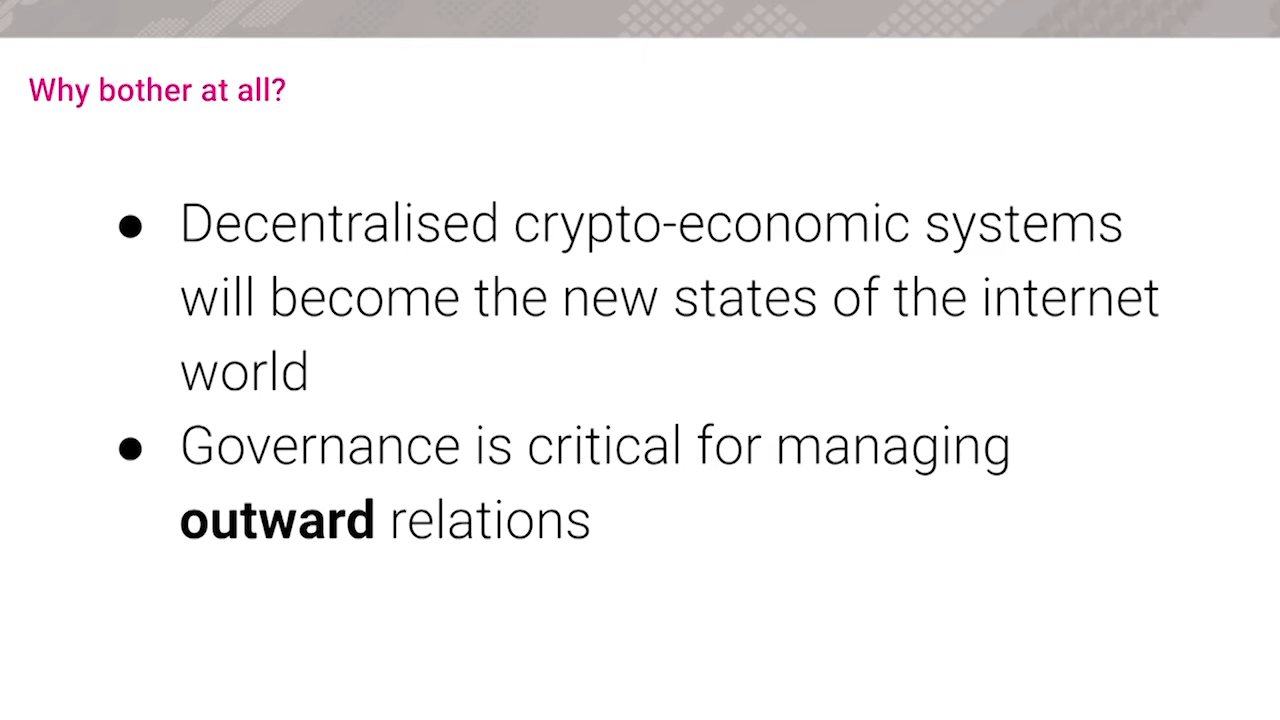 Why bother at all?
● Decentralised crypto-economic systems
will become the new states of the internet
world
● Governance is critical for managing
outward relations